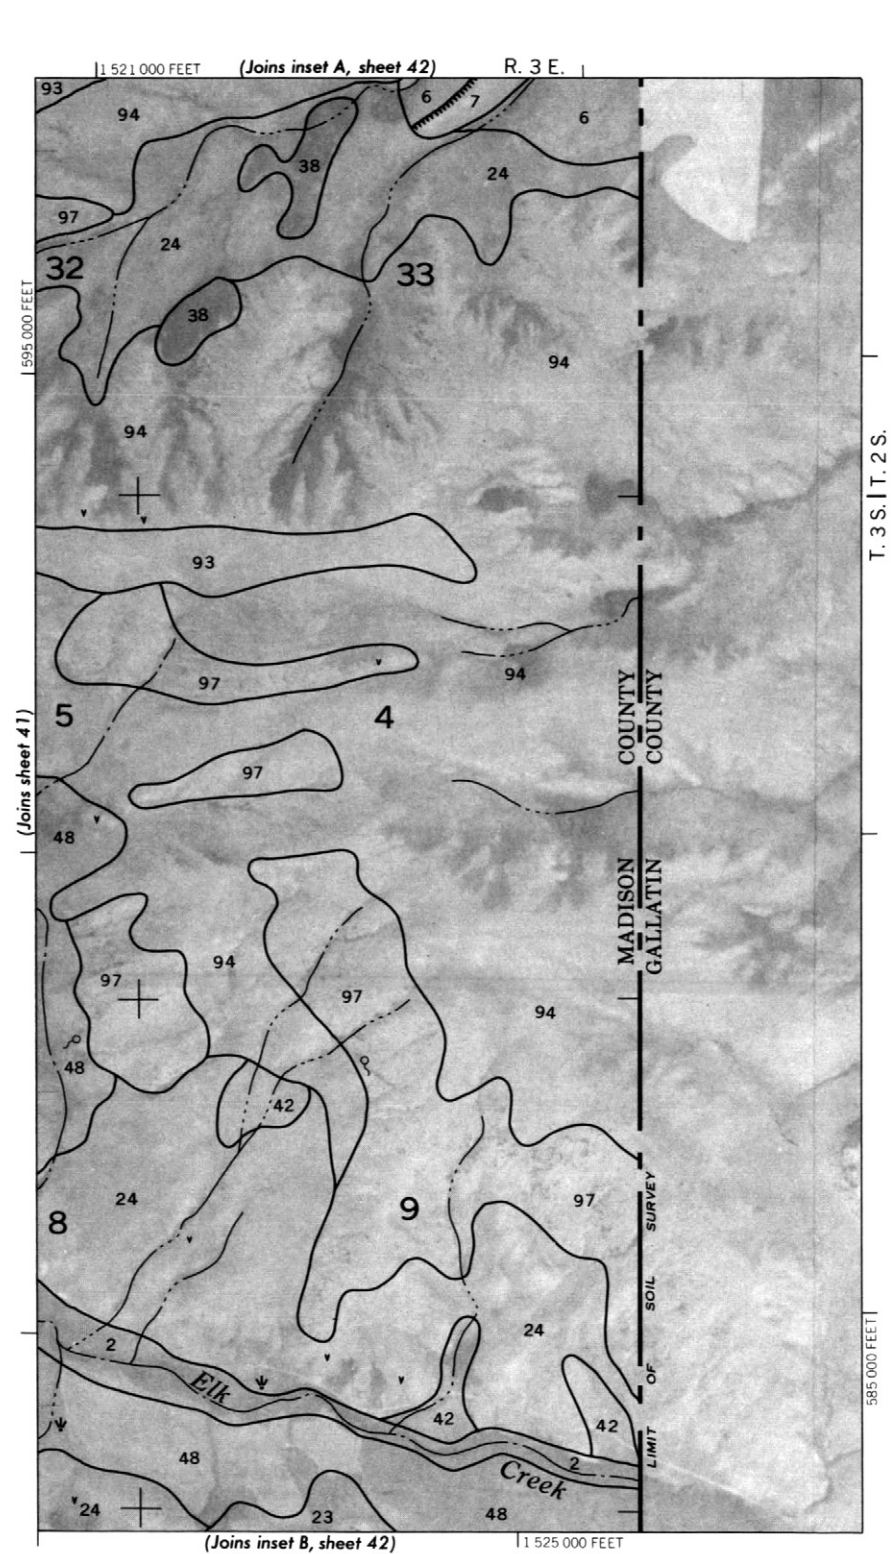 1 521 000 FEET (Joins inset A, sheet 42) R. 3 E.
93
94
6
7
6
38
24
97
24
32
33
38
595 000 FEET
94
94
T. 3 S. | T. 2 S.
93
94
97
5
4
COUNTY
COUNTY
97
(Joins sheet 41)
48
MADISON
GALLATIN
94
97
97
94
48
42
24
8
9
97
LIMIT OF SOIL SURVEY
24
2
585 000 FEET
Elk
42
42
48
2
Creek
24
23
48
(Joins inset B, sheet 42)
1 525 000 FEET